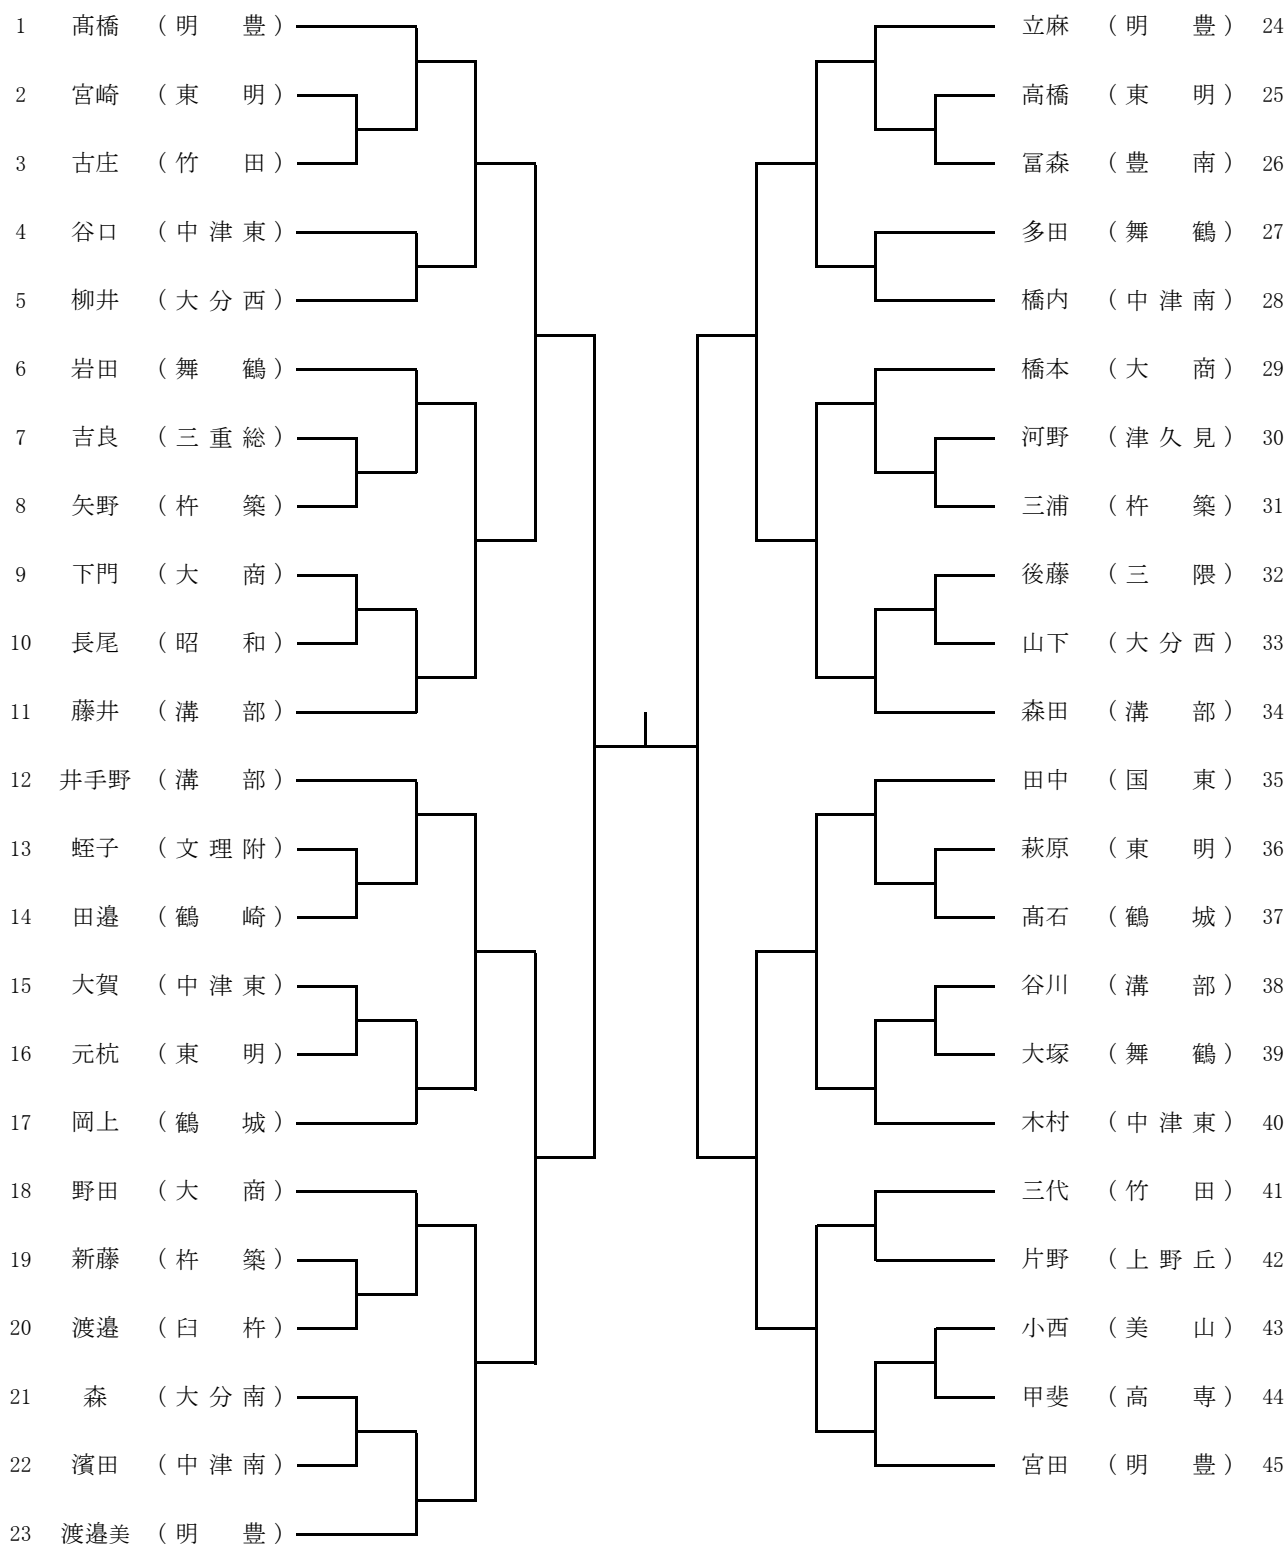 1 髙橋 (明 豊)
2 宮崎 (東 明)
3 古庄 (竹 田)
4 谷口 (中津東)
5 柳井 (大分西)
6 岩田 (舞 鶴)
7 吉良 (三重総)
8 矢野 (杵 築)
9 下門 (大 商)
10 長尾 (昭 和)
11 藤井 (溝 部)
12 井手野 (溝 部)
13 蛭子 (文理附)
14 田邉 (鶴 崎)
15 大賀 (中津東)
16 元杭 (東 明)
17 岡上 (鶴 城)
18 野田 (大 商)
19 新藤 (杵 築)
20 渡邉 (臼 杵)
21 森 (大分南)
22 濱田 (中津南)
23 渡邉美 (明 豊)
立麻 (明 豊) 24
高橋 (東 明) 25
冨森 (豊 南) 26
多田 (舞 鶴) 27
橋内 (中津南) 28
橋本 (大 商) 29
河野 (津久見) 30
三浦 (杵 築) 31
後藤 (三 隈) 32
山下 (大分西) 33
森田 (溝 部) 34
田中 (国 東) 35
萩原 (東 明) 36
髙石 (鶴 城) 37
谷川 (溝 部) 38
大塚 (舞 鶴) 39
木村 (中津東) 40
三代 (竹 田) 41
片野 (上野丘) 42
小西 (美 山) 43
甲斐 (高 専) 44
宮田 (明 豊) 45